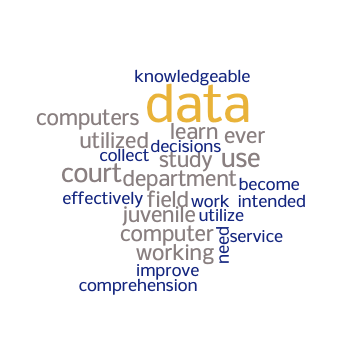 knowledgeable
data
computers
learn ever
utilized
decisions
collect study use
court department
become
effectively field work intended
juvenile utilize
computer need service
working
improve
comprehension